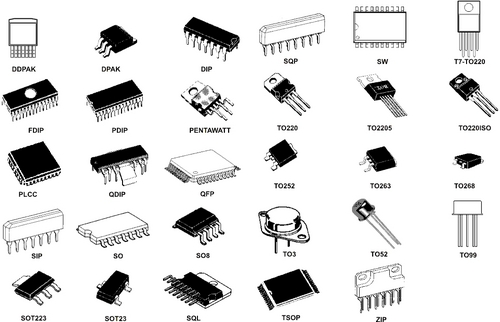 DDPAK DPAK DIP SQP SW T7-TO220
FDIP PDIP PENTAWATT TO220 TO2205 TO220ISO
PLCC QDIP QFP TO252 TO263 TO268
SIP SO SO8 TO3 TO52 TO99
SOT223 SOT23 SQL TSOP ZIP